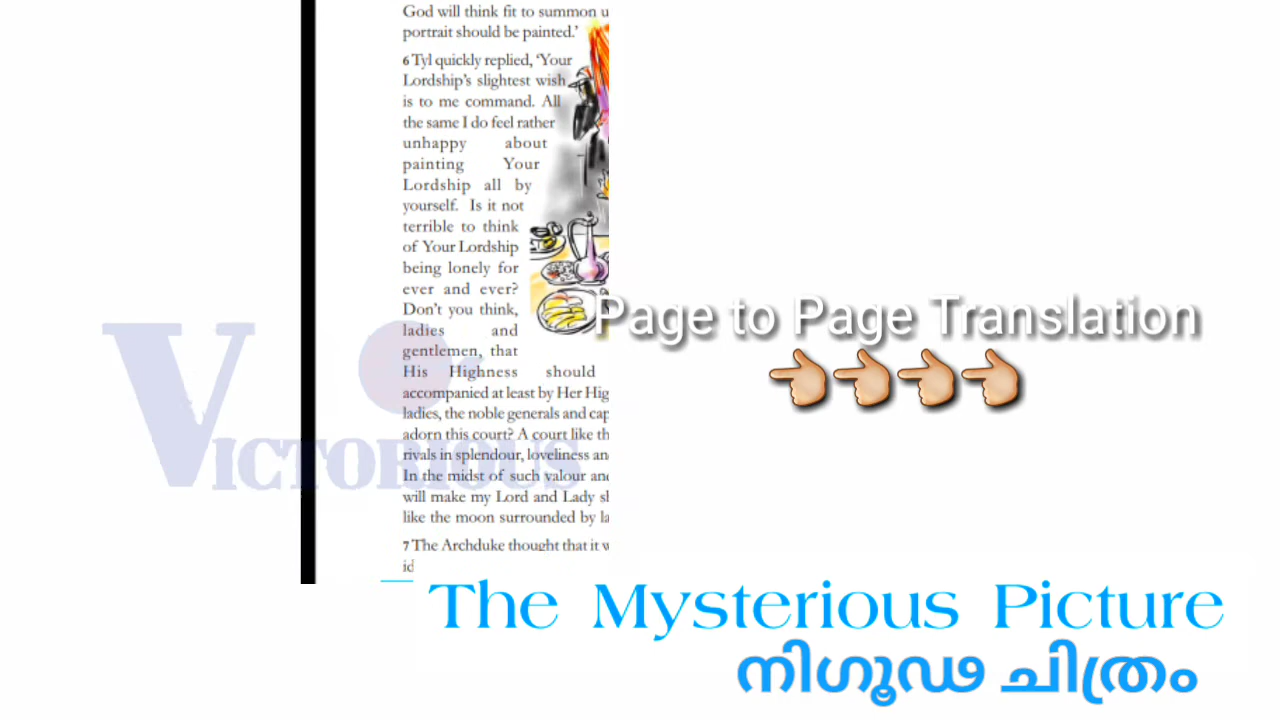 God will think fit to summon u
portrait should be painted.'
6 Tyl quickly replied, 'Your
Lordship's slightest wish
is to me command. All
the same I do feel rather
unhappy about
painting Your
Lordship all by
yourself. Is it not
terrible to think
of Your Lordship
being lonely for
ever and ever?
Don't you think,
ladies and
gentlemen, that
His Highness should
accompanied at least by Her Hig
ladies, the noble generals and cap
adorn this court? A court like th
rivals in splendour, loveliness an
In the midst of such valour and
will make my Lord and Lady sh
like the moon surrounded by la
7 The Archduke thought that it w
id
VICTORIOUS
Page to Page Translation
The Mysterious Picture
നിഗൂഢ ചിത്രം